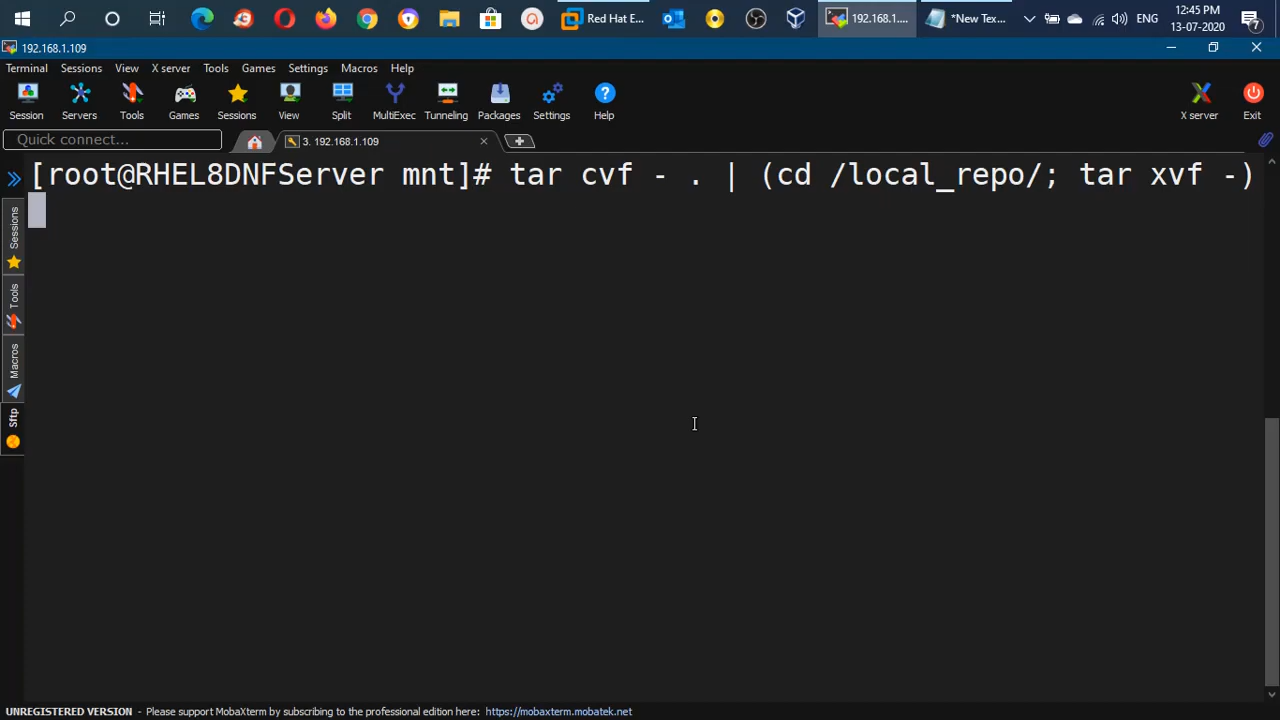 Red Hat E...
192.168.1....
*New Tex...
ENG
12:45 PM
13-07-2020
7
192.168.1.109
Terminal Sessions View X server Tools Games Settings Macros Help
Session Servers Tools Games Sessions View Split MultiExec Tunneling Packages Settings Help X server Exit
Quick connect...
3. 192.168.1.109
[root@RHEL8DNFServer mnt]# tar cvf - . | (cd /local_repo/; tar xvf -)
Sessions
Tools
Macros
Sftp
UNREGISTERED VERSION - Please support MobaXterm by subscribing to the professional edition here: https://mobaxterm.mobatek.net